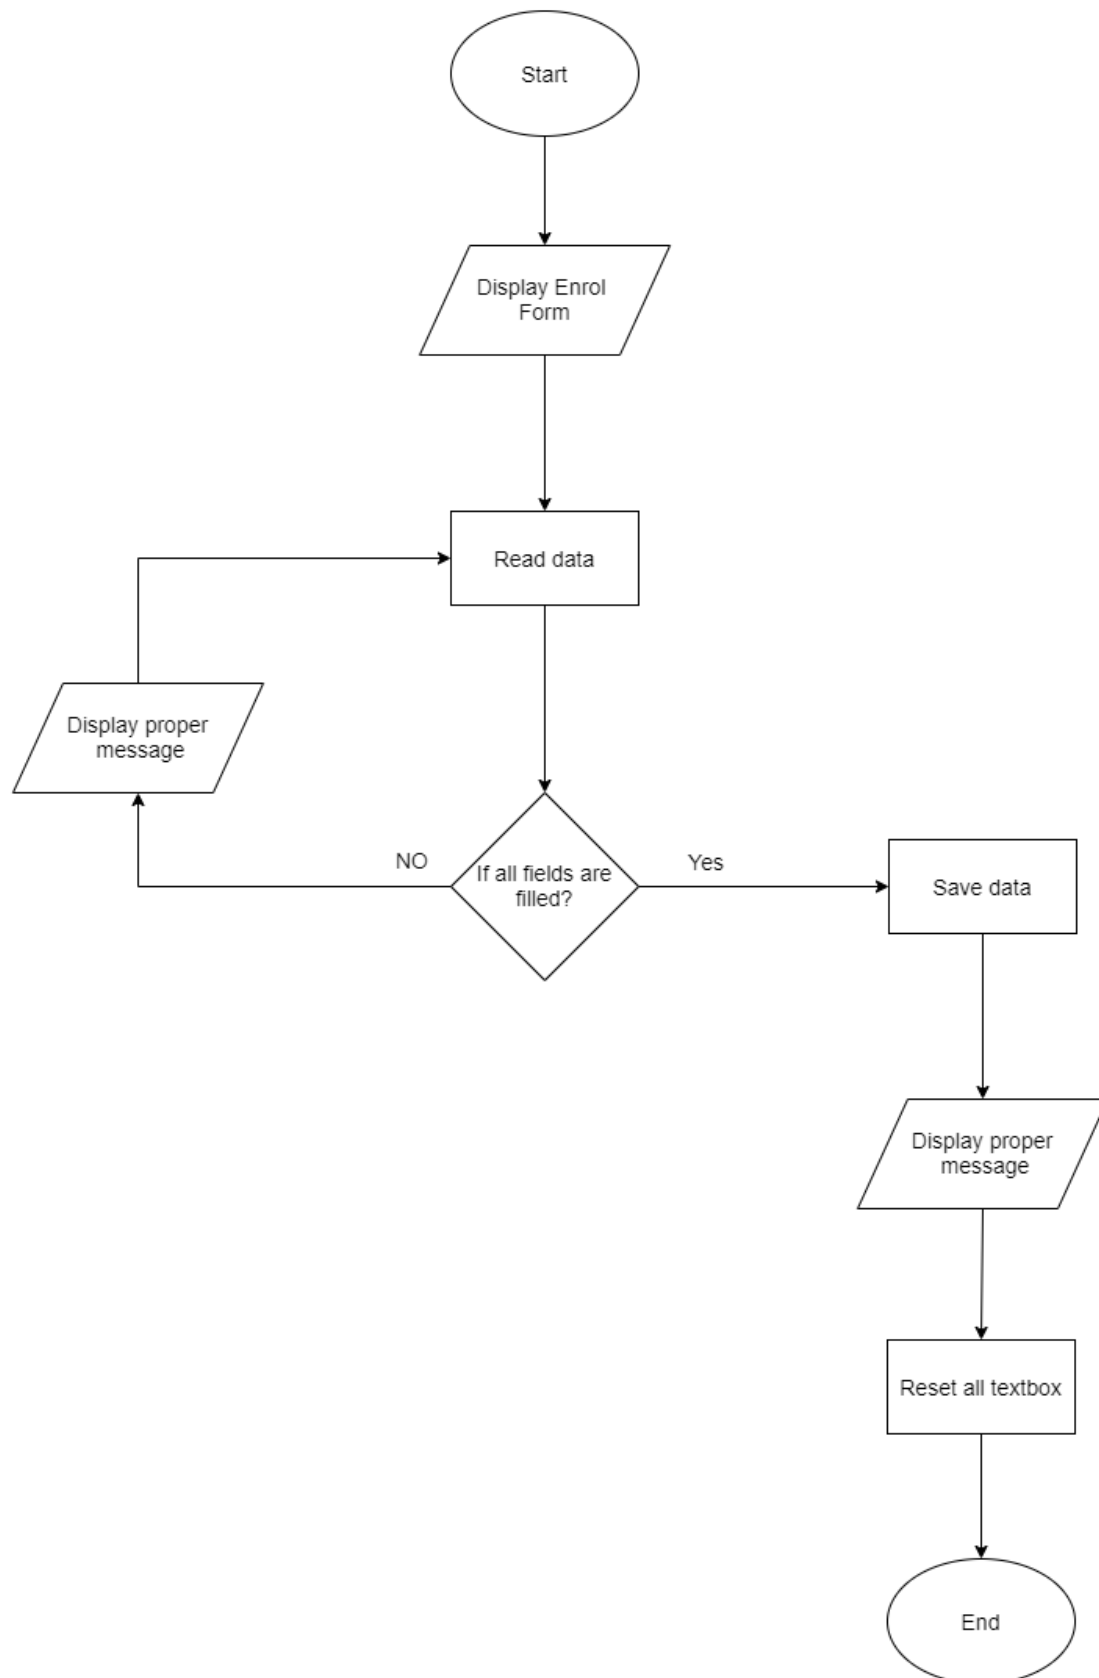 Start
Display Enrol
Form
Read data
Display proper
message
NO
If all fields are
filled?
Yes
Save data
Display proper
message
Reset all textbox
End